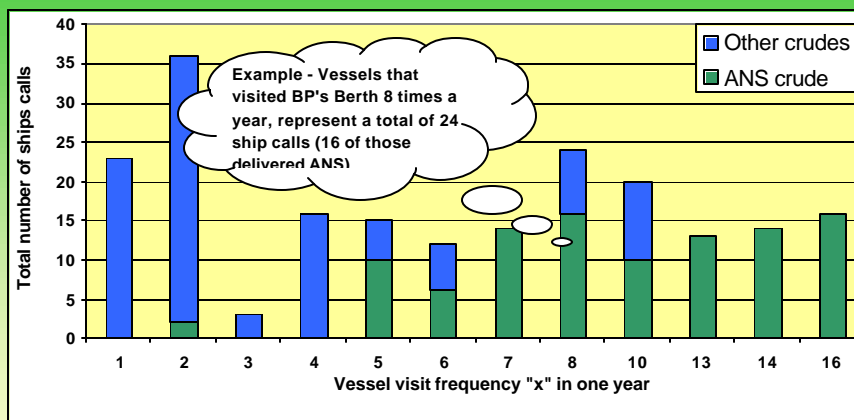 40
35
30
25
20
15
10
5
0
Total number of ships calls
Example - Vessels that
visited BP's Berth 8 times a
year, represent a total of 24
ship calls (16 of those
delivered ANS)
Other crudes
ANS crude
1 2 3 4 5 6 7 8 10 13 14 16
Vessel visit frequency "x" in one year